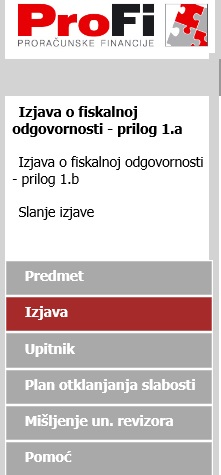 ProFi
PRORAČUNSKE FINANCIJE
Izjava o fiskalnoj
odgovornosti - prilog 1.a
Izjava o fiskalnoj odgovornosti
- prilog 1.b
Slanje izjave
Predmet
Izjava
Upitnik
Plan otklanjanja slabosti
Mišljenje un. revizora
Pomoć